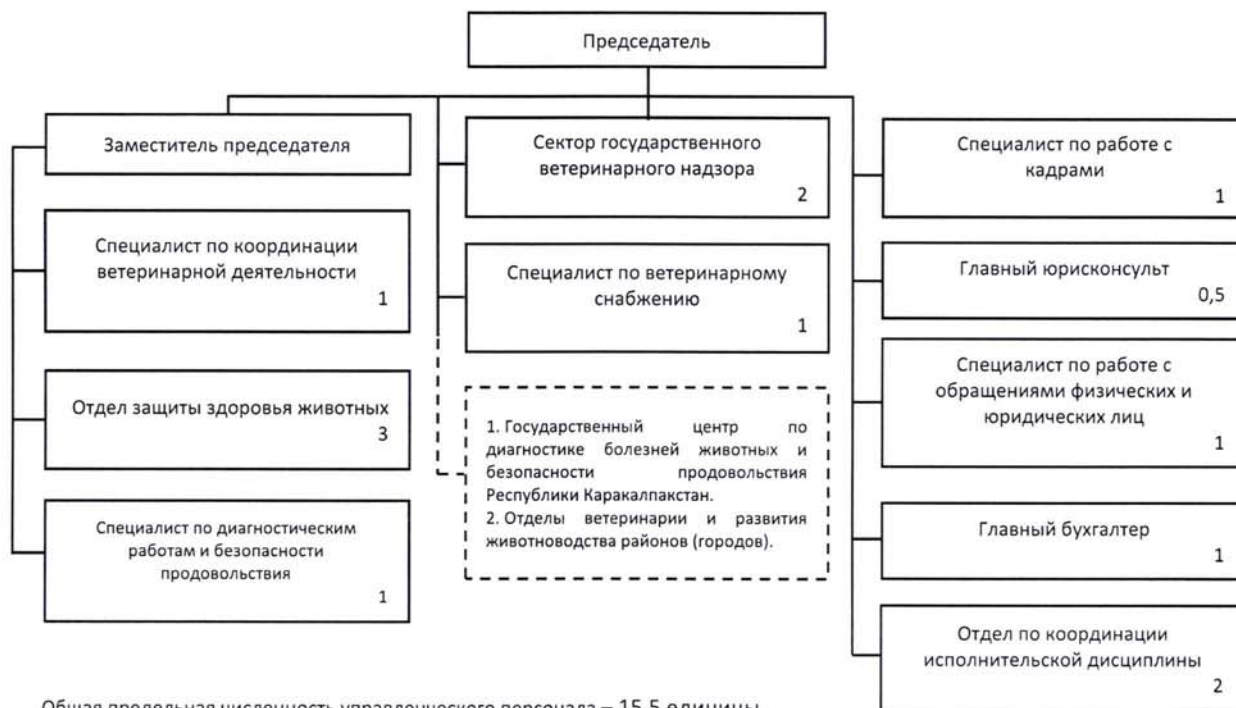 Председатель
Заместитель председателя
Специалист по координации
ветеринарной деятельности
1
Отдел защиты здоровья животных
3
Специалист по диагностическим
работам и безопасности
продовольствия
1
Сектор государственного
ветеринарного надзора
2
Специалист по ветеринарному
снабжению
1
1. Государственный центр по
диагностике болезней животных и
безопасности продовольствия
Республики Каракалпакстан.
2. Отделы ветеринарии и развития
животноводства районов (городов).
Специалист по работе с
кадрами
1
Главный юрисконсульт
0,5
Специалист по работе с
обращениями физических и
юридических лиц
1
Главный бухгалтер
1
Отдел по координации
исполнительской дисциплины
2
Общая предельная численность управленческого персонала – 15,5 единицы